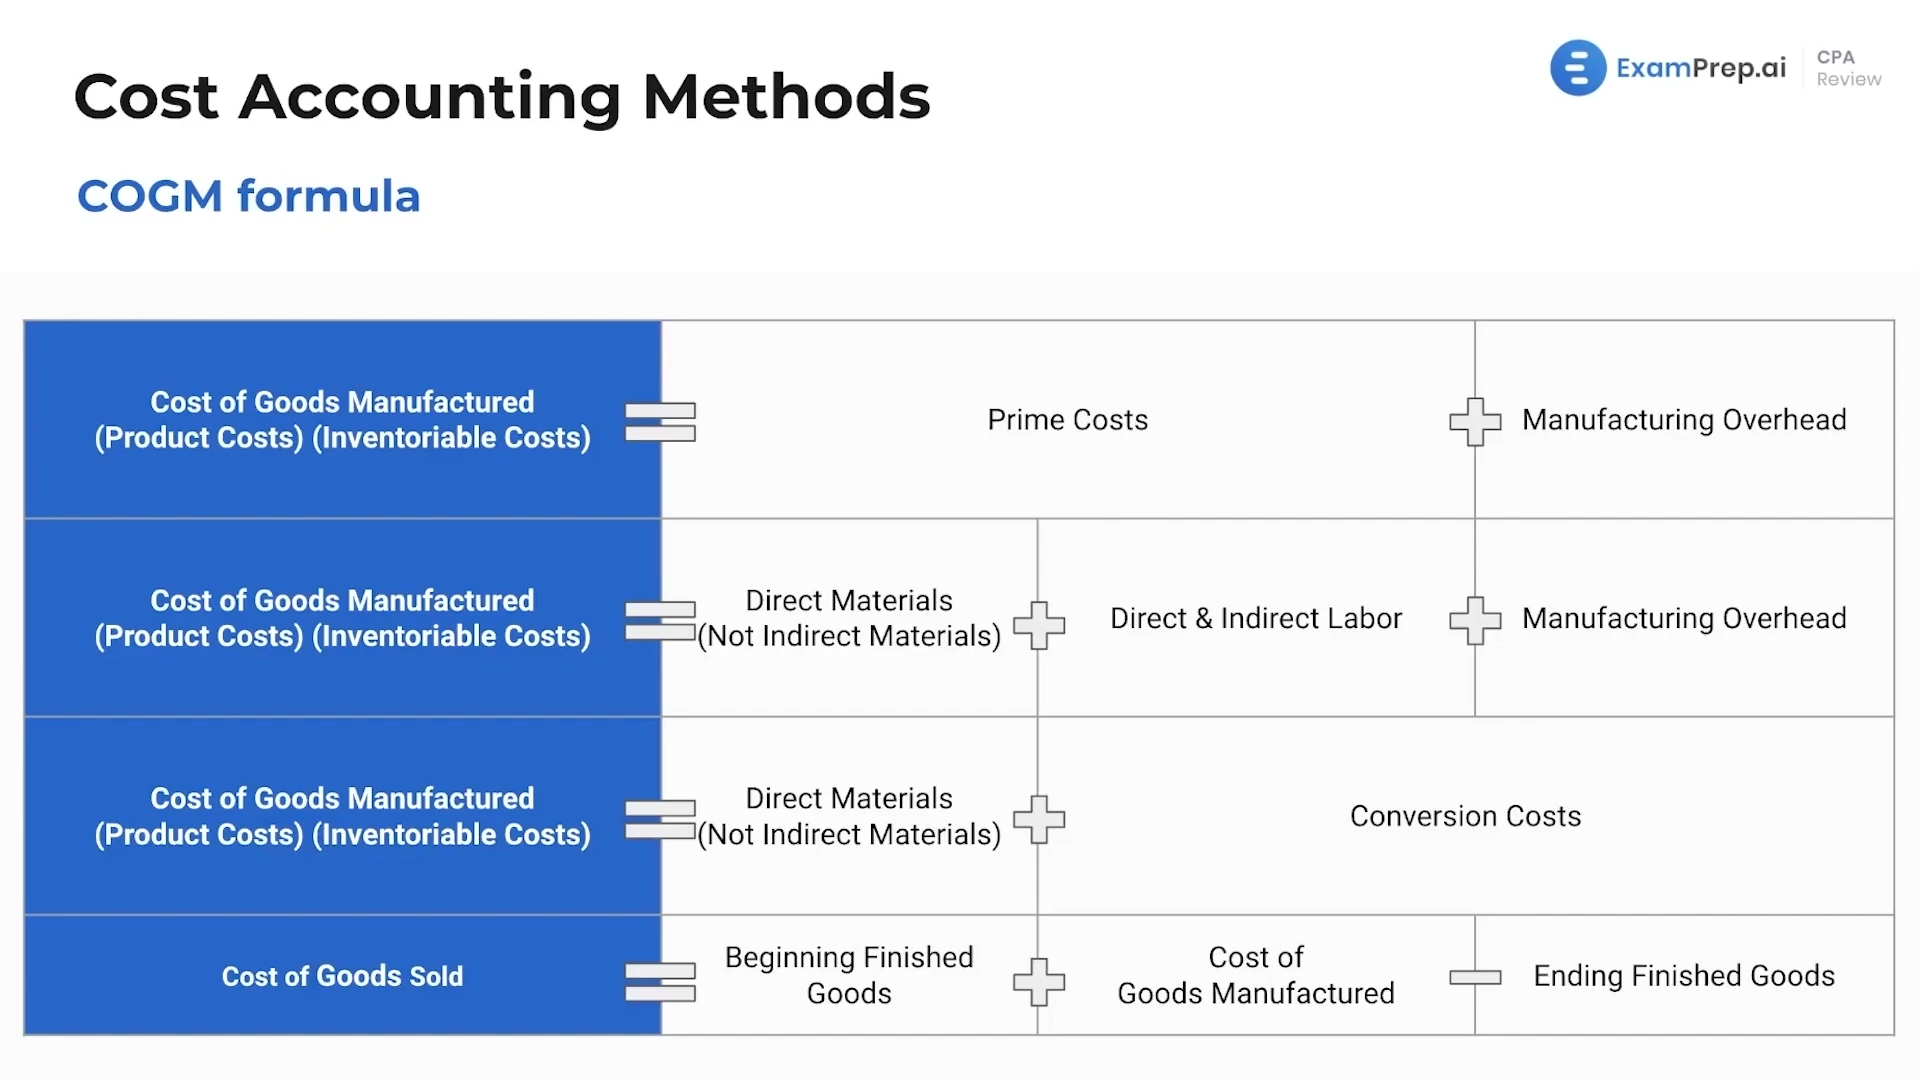 Cost Accounting Methods
ExamPrep.ai
CPA
Review
COGM formula
Cost of Goods Manufactured
(Product Costs) (Inventoriable Costs)
Prime Costs
Manufacturing Overhead
Cost of Goods Manufactured
(Product Costs) (Inventoriable Costs)
Direct Materials
(Not Indirect Materials)
Direct & Indirect Labor
Manufacturing Overhead
Cost of Goods Manufactured
(Product Costs) (Inventoriable Costs)
Direct Materials
(Not Indirect Materials)
Conversion Costs
Cost of Goods Sold
Beginning Finished
Goods
Cost of
Goods Manufactured
Ending Finished Goods